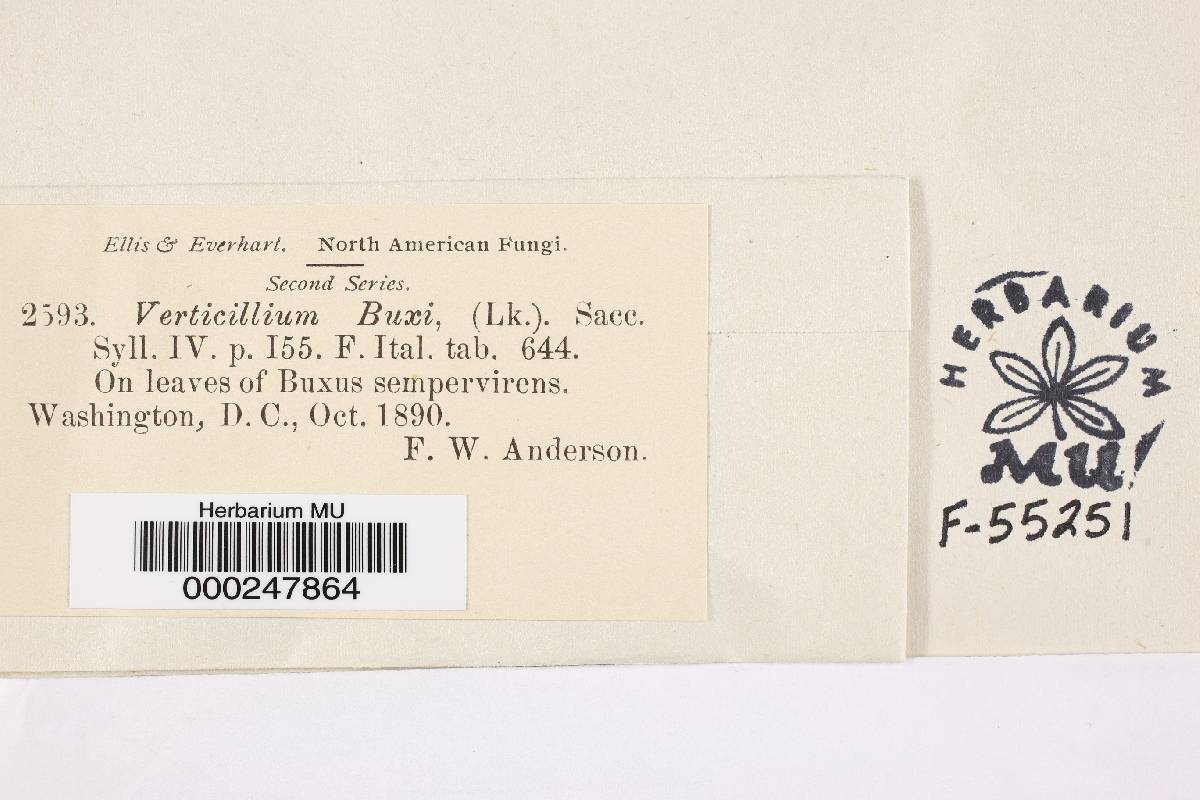 Ellis & Everhart. North American Fungi.
Second Series.
2593. Verticillium Buxi, (Lk.). Sacc.
Syll. IV. p. I55. F. Ital. tab. 644.
On leaves of Buxus sempervirens.
Washington, D. C., Oct. 1890.
F. W. Anderson.
Herbarium MU
000247864
HERBARIUM
MU
F-55251